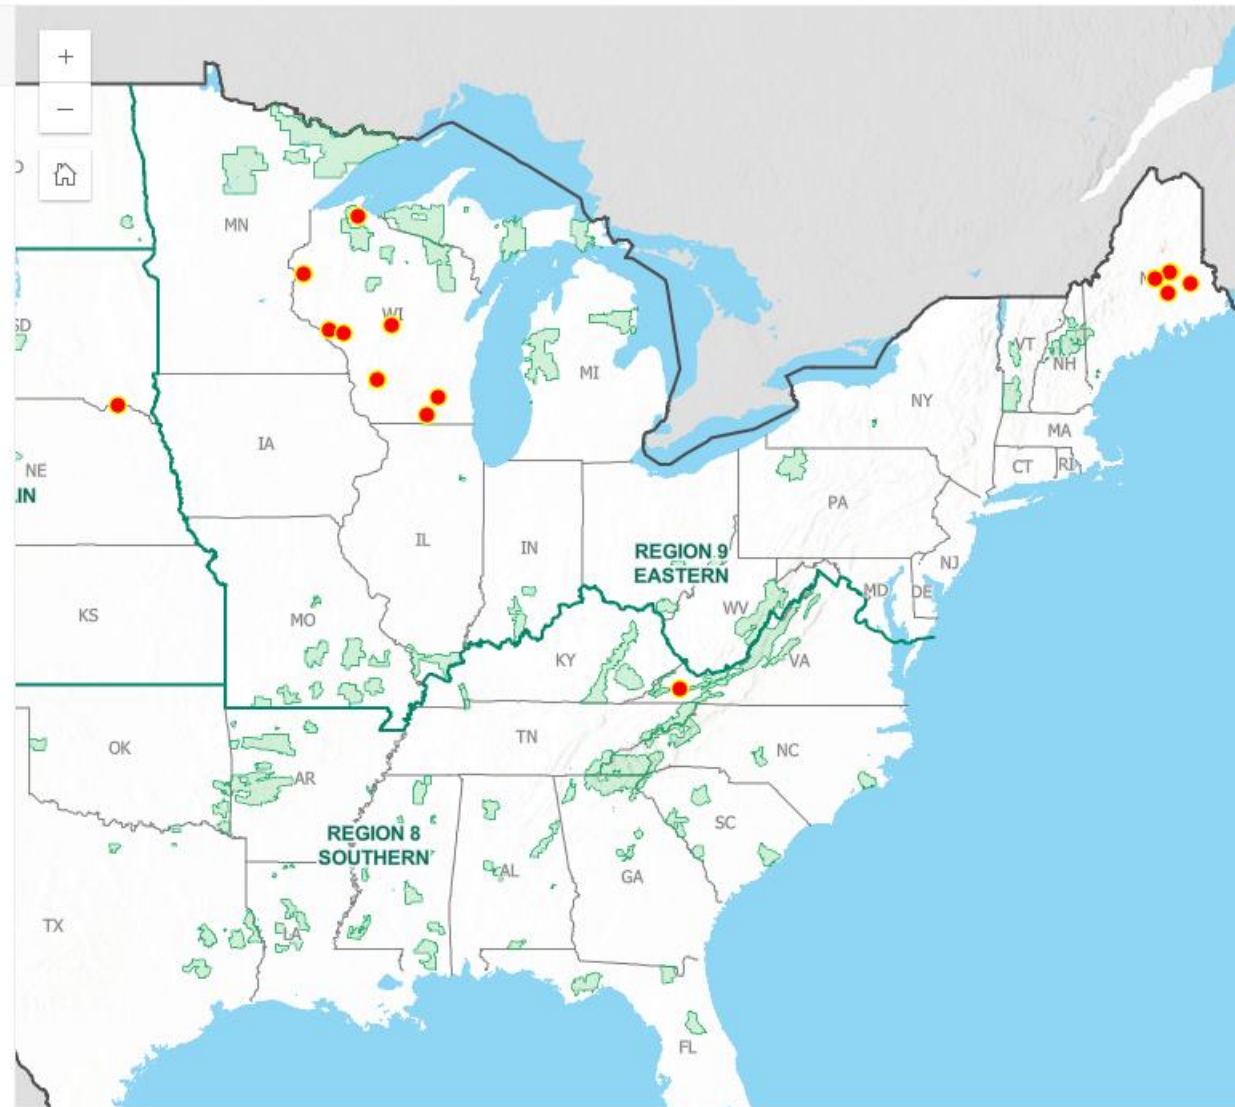 +
−
D
MN
SD
WI
MI
VT
NH
NY
MA
CT
RI
IA
NE
IN
PA
IL
IN
REGION 9
EASTERN
NJ
MD
DE
WV
KS
MO
KY
VA
OK
TN
NC
AR
REGION 8
SOUTHERN
SC
AL
GA
TX
LA
FL